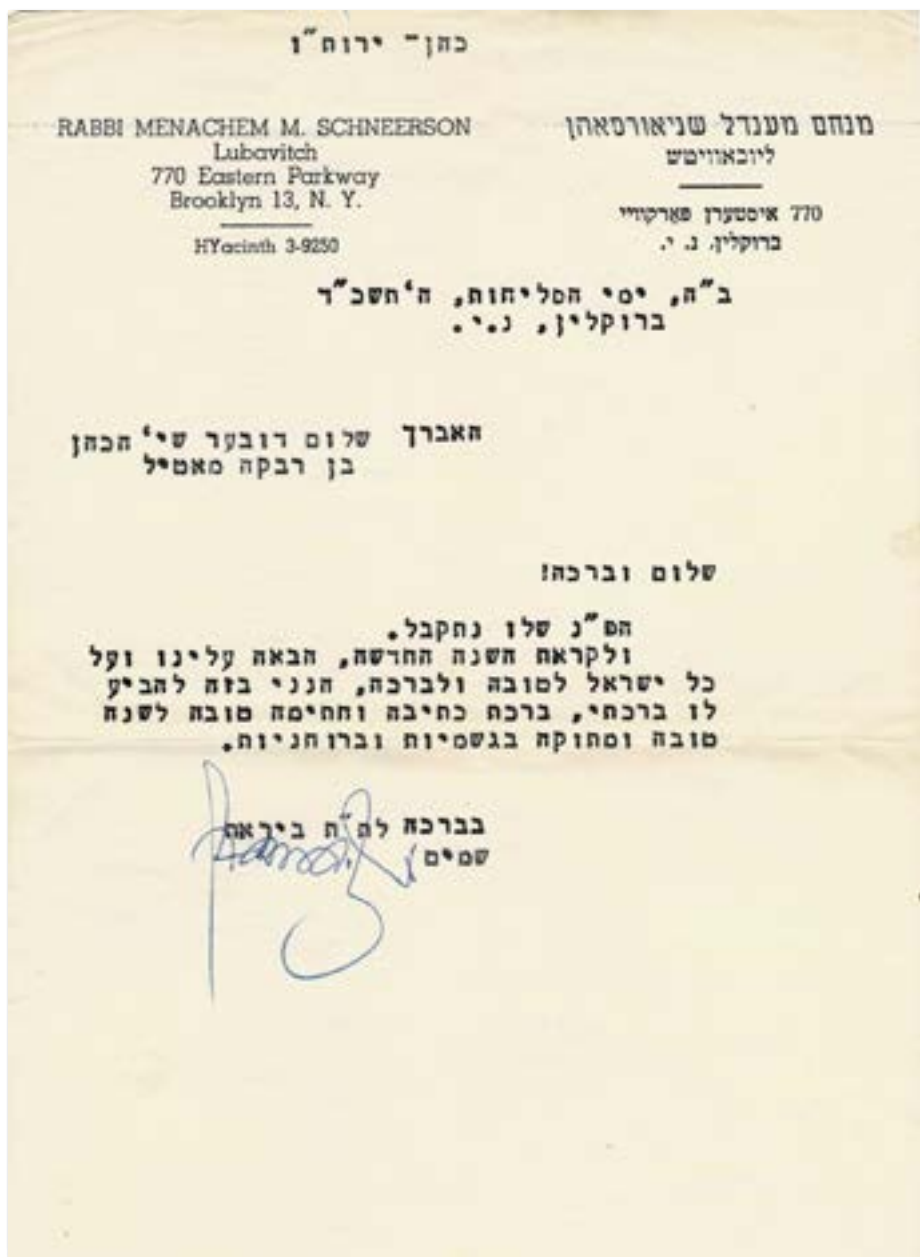 כהן - ירות"ו
RABBI MENACHEM M. SCHNEERSON
Lubavitch
770 Eastern Parkway
Brooklyn 13, N. Y.
HYacinth 3-9250
מנחם מענדל שניאורסאהן
ליובאוויטש
770 איסטערן פארקוויי
ברוקלין, נ. י.
ב"ה, ימי הסליחות, ה'תשכ"ד
ברוקלין, נ.י.
האברך שלום דובער שי' הכהן
בן רבקה מאטיל
שלום וברכה!
הפ"נ שלו נתקבל.
ולקראת השנה החדשה, הבאה עלינו ועל
כל ישראל לטובה ולברכה, הנני בזה להביע
לו ברכתי, ברכת כתיבה וחתימה טובה לשנה
טובה ומתוקה בגשמיות וברוחניות.
בברכה לת"ת ביראת
שמים